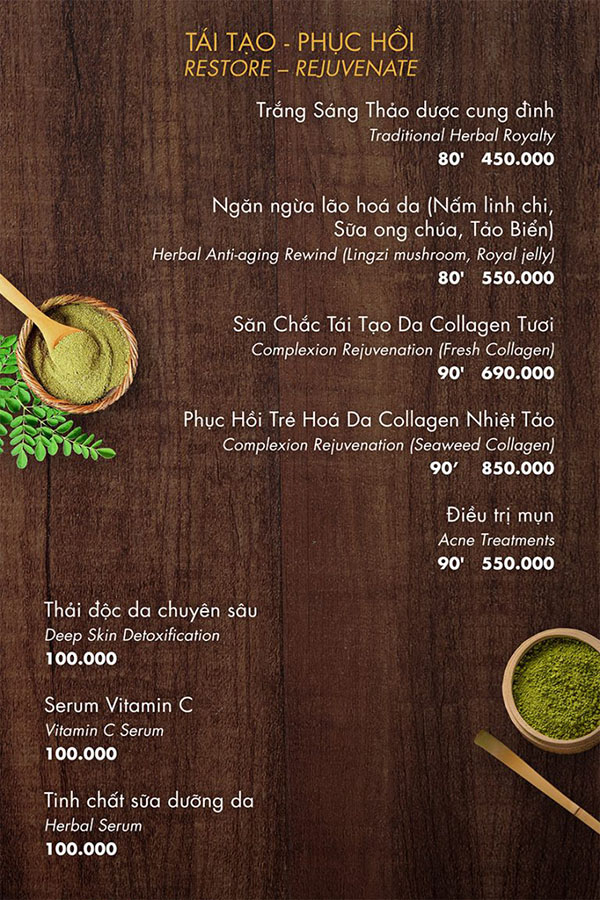 TÁI TẠO - PHỤC HỒI
RESTORE – REJUVENATE
Trắng Sáng Thảo dược cung đình
Traditional Herbal Royalty
80' 450.000
Ngăn ngừa lão hoá da (Nấm linh chi,
Sữa ong chúa, Tảo Biển)
Herbal Anti-aging Rewind (Lingzi mushroom, Royal jelly)
80' 550.000
Săn Chắc Tái Tạo Da Collagen Tươi
Complexion Rejuvenation (Fresh Collagen)
90' 690.000
Phục Hồi Trẻ Hoá Da Collagen Nhiệt Tảo
Complexion Rejuvenation (Seaweed Collagen)
90′ 850.000
Điều trị mụn
Acne Treatments
90' 550.000
Thải độc da chuyên sâu
Deep Skin Detoxification
100.000
Serum Vitamin C
Vitamin C Serum
100.000
Tinh chất sữa dưỡng da
Herbal Serum
100.000